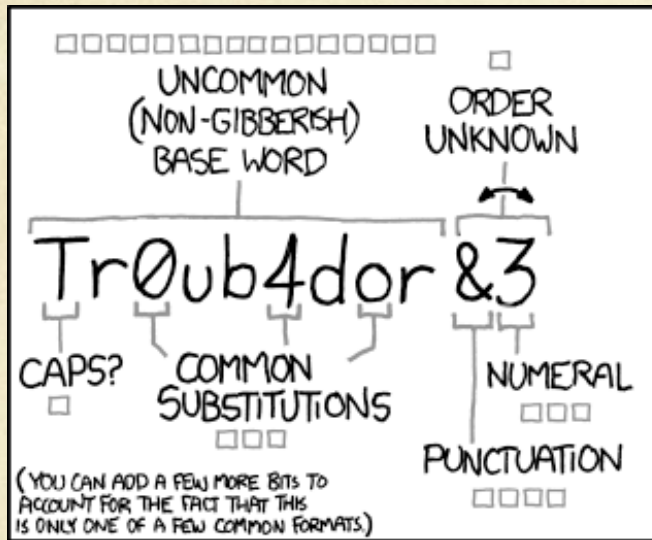 UNCOMMON
(NON-GIBBERISH)
BASE WORD
ORDER
UNKNOWN
Tr0ub4dor &3
CAPS?
COMMON
SUBSTITUTIONS
NUMERAL
PUNCTUATION
(YOU CAN ADD A FEW MORE BITS TO
ACCOUNT FOR THE FACT THAT THIS
IS ONLY ONE OF A FEW COMMON FORMATS.)